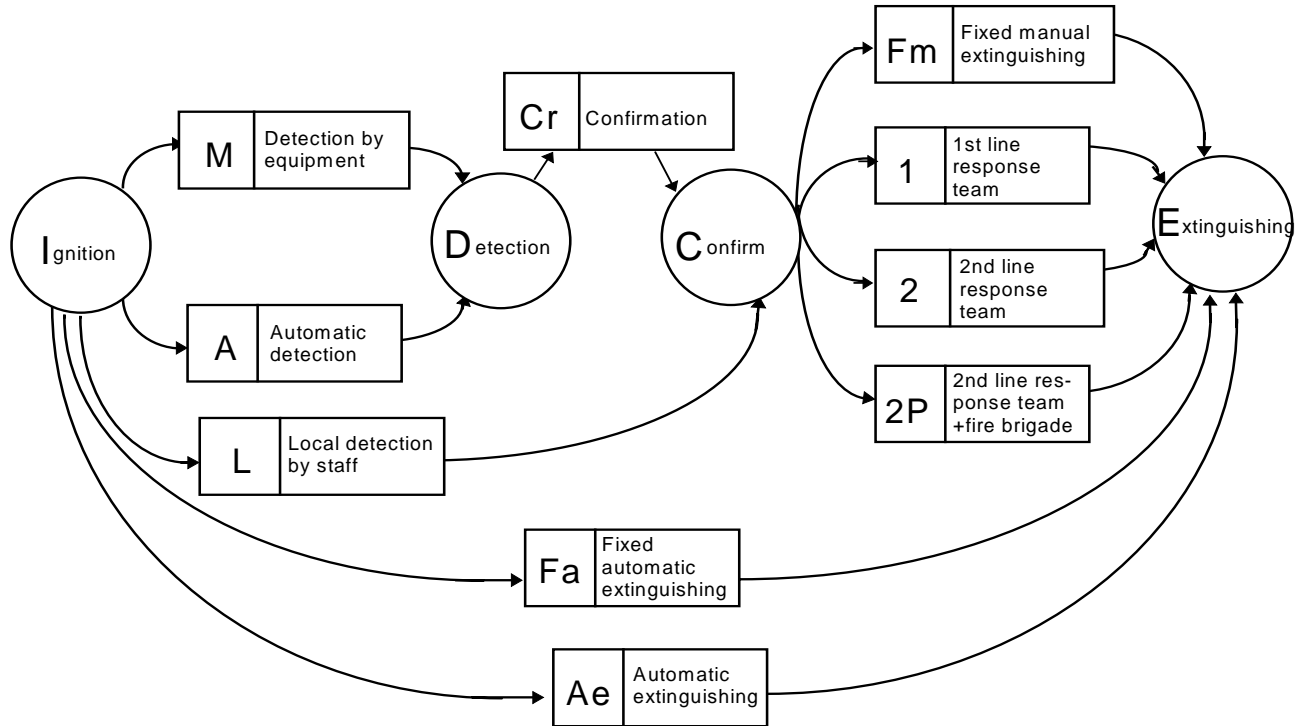 Fm
Fixed manual
extinguishing
Cr
Confirmation
M
Detection by
equipment
1
1st line
response
team
Ignition
Detection
Confirm
Extinguishing
A
Automatic
detection
2
2nd line
response
team
L
Local detection
by staff
2P
2nd line res-
ponse team
+fire brigade
Fa
Fixed
automatic
extinguishing
Ae
Automatic
extinguishing